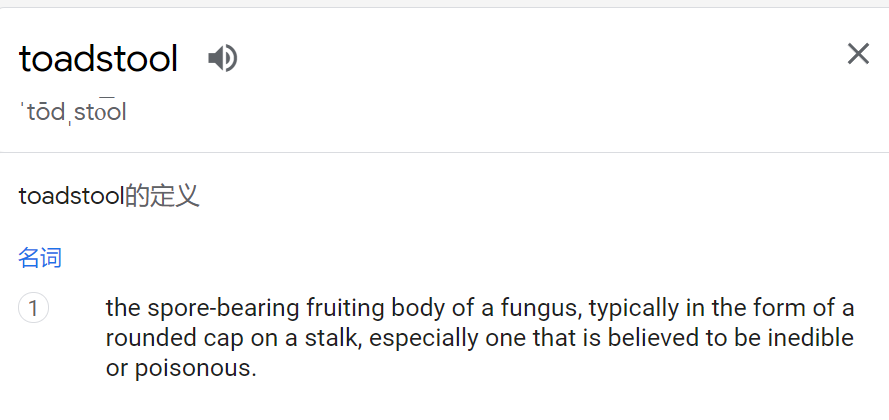 toadstool
ˈtōdˌsto͞ol
toadstool的定义
名词
1
the spore-bearing fruiting body of a fungus, typically in the form of a
rounded cap on a stalk, especially one that is believed to be inedible
or poisonous.